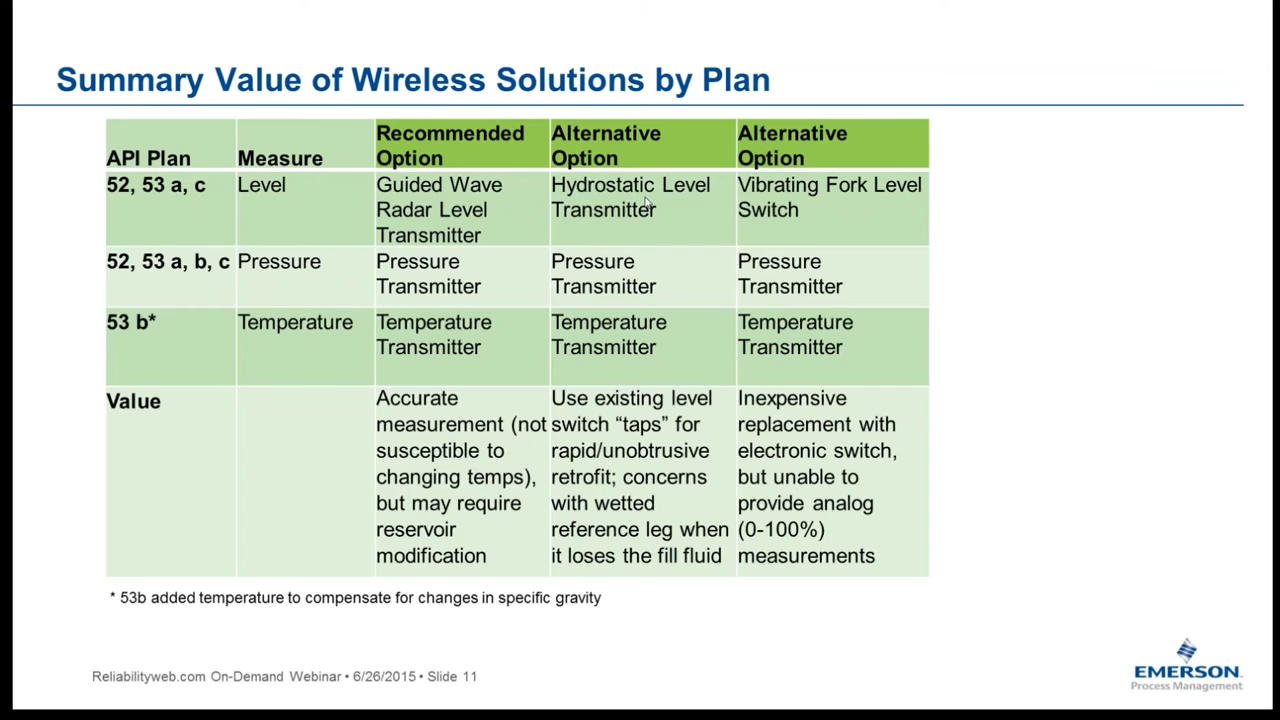 Summary Value of Wireless Solutions by Plan
API Plan
Measure
Recommended
Option
Alternative
Option
Alternative
Option
52, 53 a, c
Level
Guided Wave
Radar Level
Transmitter
Hydrostatic Level
Transmitter
Vibrating Fork Level
Switch
52, 53 a, b, c
Pressure
Pressure
Transmitter
Pressure
Transmitter
Pressure
Transmitter
53 b*
Temperature
Temperature
Transmitter
Temperature
Transmitter
Temperature
Transmitter
Value
Accurate
measurement (not
susceptible to
changing temps),
but may require
reservoir
modification
Use existing level
switch “taps” for
rapid/unobtrusive
retrofit; concerns
with wetted
reference leg when
it loses the fill fluid
Inexpensive
replacement with
electronic switch,
but unable to
provide analog
(0-100%)
measurements
* 53b added temperature to compensate for changes in specific gravity
Reliabilityweb.com On-Demand Webinar • 6/26/2015 • Slide 11
EMERSON
Process Management